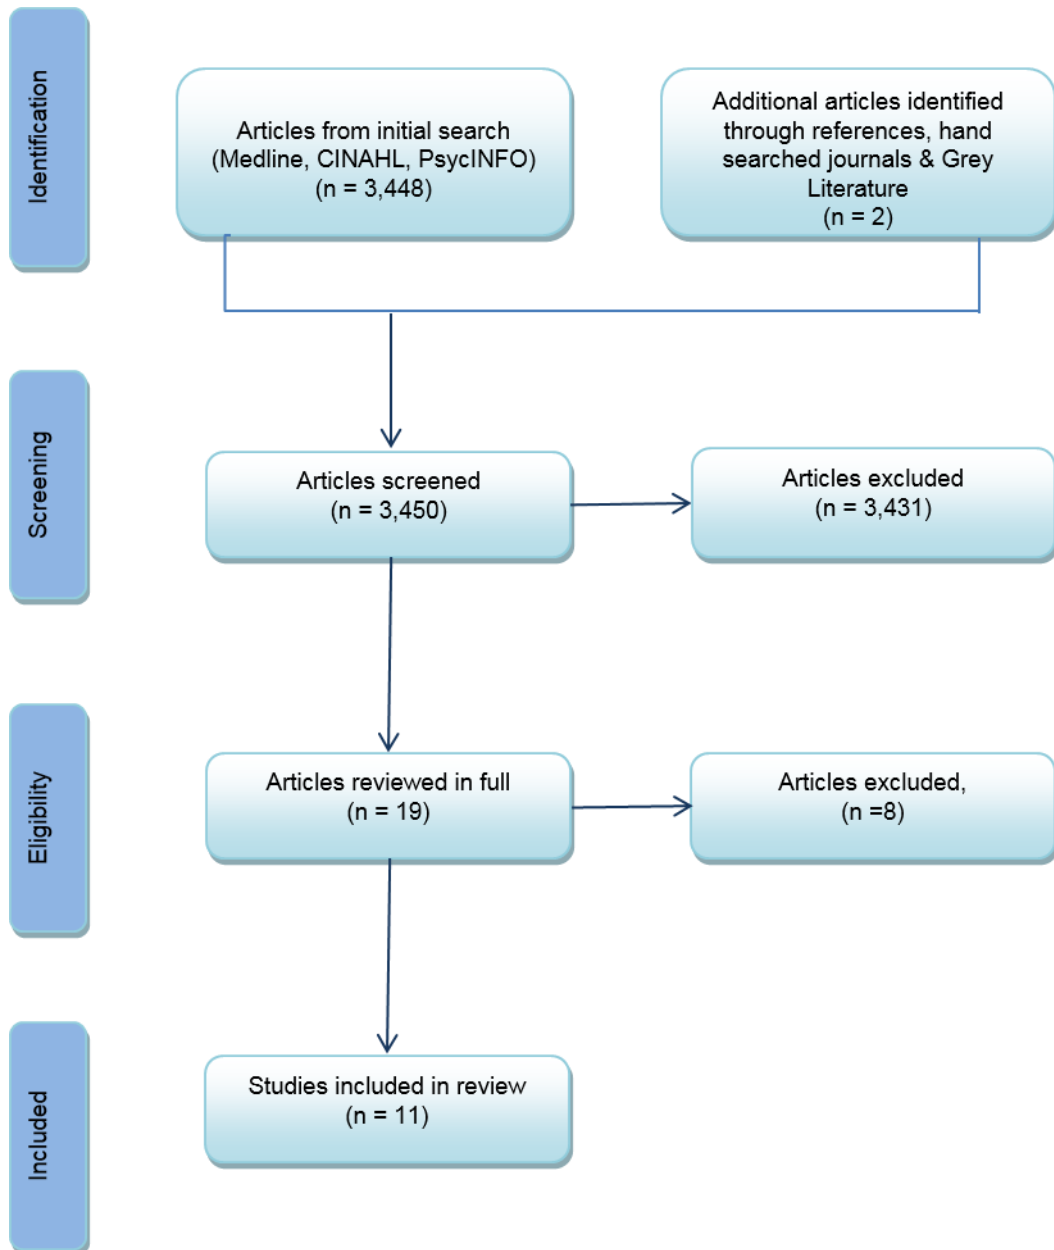 Identification
Articles from initial search
(Medline, CINAHL, PsycINFO)
(n = 3,448)
Additional articles identified
through references, hand
searched journals & Grey
Literature
(n = 2)
Screening
Articles screened
(n = 3,450)
Articles excluded
(n = 3,431)
Eligibility
Articles reviewed in full
(n = 19)
Articles excluded,
(n =8)
Included
Studies included in review
(n = 11)